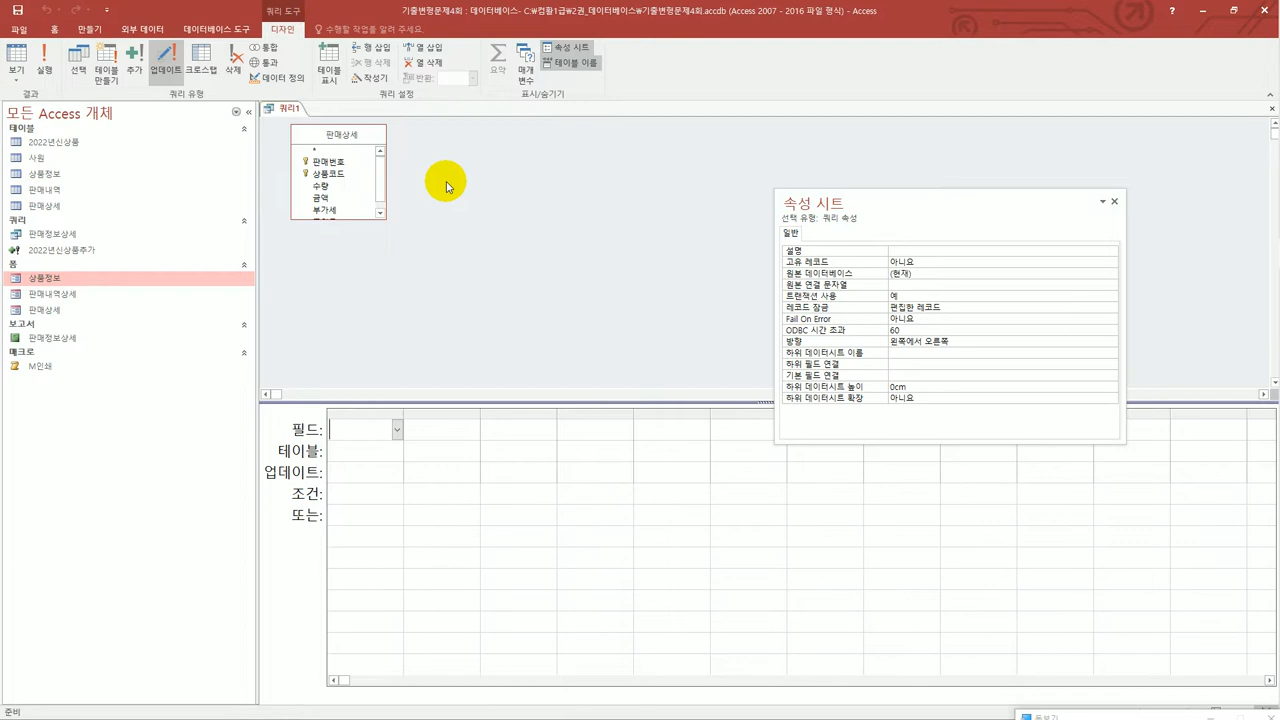 쿼리 도구
기출변형문제4회 : 데이터베이스- C:₩컴활1급₩2권_데이터베이스₩기출변형문제4회.accdb (Access 2007 - 2016 파일 형식) - Access
파일
홈
만들기
외부 데이터
데이터베이스 도구
디자인
수행할 작업을 알려 주세요.
보기
실행
선택
테이블 만들기
추가
업데이트
크로스탭
삭제
통합
통과
데이터 정의
테이블 표시
행 삽입
행 삭제
작성기
열 삽입
열 삭제
반환:
요약
매개 변수
속성 시트
테이블 이름
결과
쿼리 유형
쿼리 설정
표시/숨기기
모든 Access 개체
테이블
2022년신상품
사원
상품정보
판매내역
판매상세
쿼리
판매정보상세
2022년신상품추가
폼
상품정보
판매내역상세
판매상세
보고서
판매정보상세
매크로
M인쇄
쿼리1
판매상세
*
판매번호
상품코드
수량
금액
부가세
속성 시트
선택 유형: 쿼리 속성
일반
설명
고유 레코드 아니요
원본 데이터베이스 (현재)
원본 연결 문자열
트랜잭션 사용 예
레코드 잠금 편집한 레코드
Fail On Error 아니요
ODBC 시간 초과 60
방향 왼쪽에서 오른쪽
하위 데이터시트 이름
하위 필드 연결
기본 필드 연결
하위 데이터시트 높이 0cm
하위 데이터시트 확장 아니요
필드:
테이블:
업데이트:
조건:
또는:
준비
돋보기